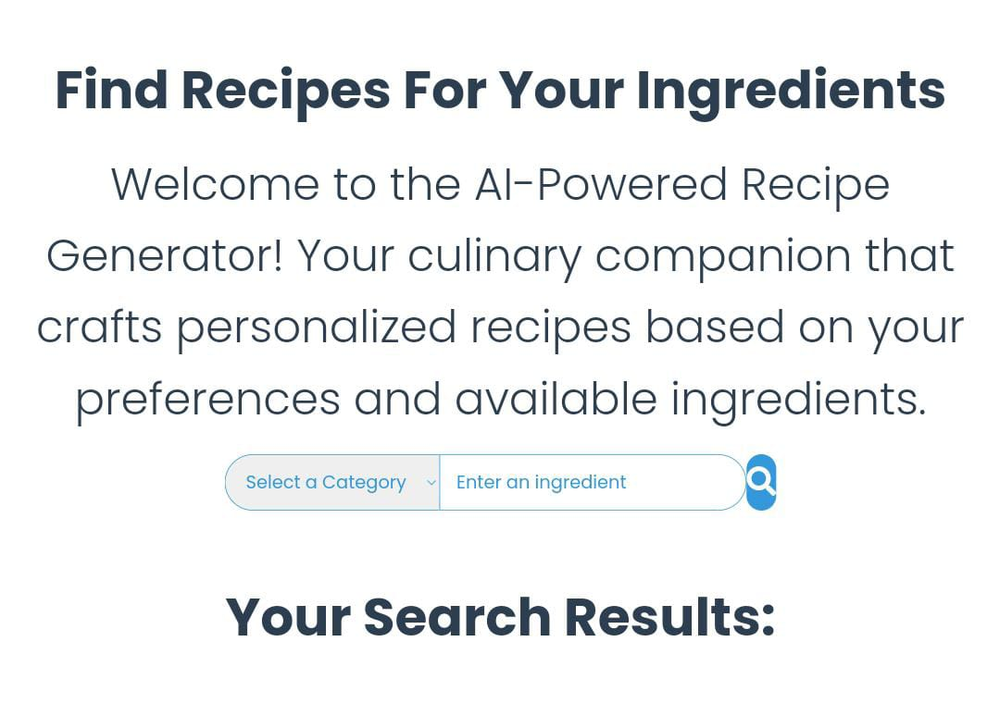 Find Recipes For Your Ingredients
Welcome to the AI-Powered Recipe
Generator! Your culinary companion that
crafts personalized recipes based on your
preferences and available ingredients.
Select a Category
Enter an ingredient
Your Search Results: